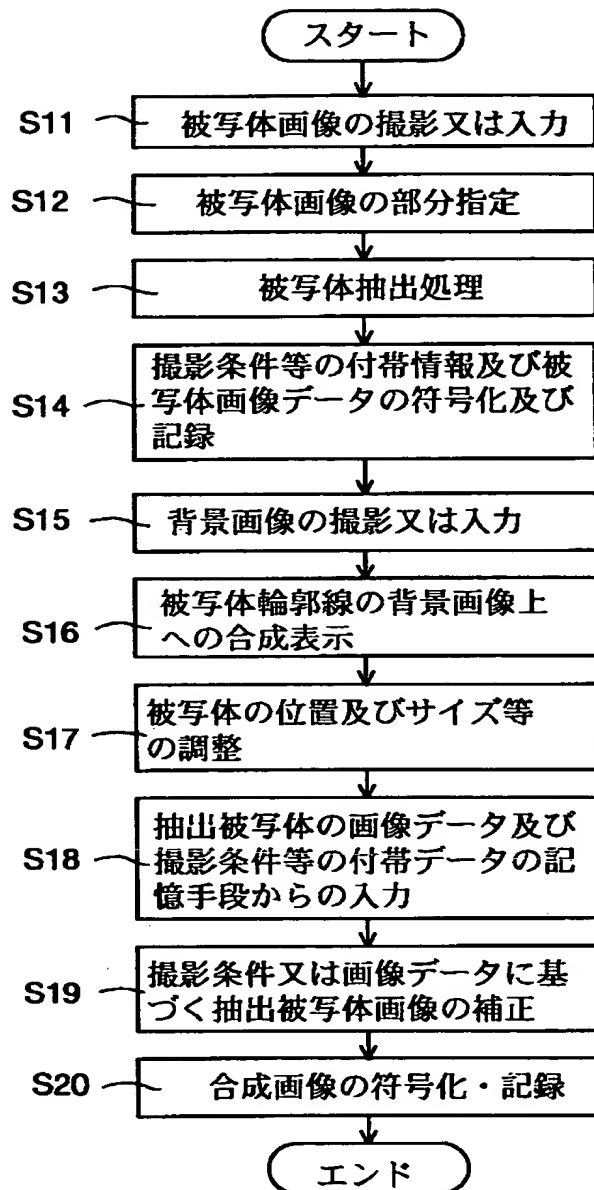 スタート
S11 被写体画像の撮影又は入力
S12 被写体画像の部分指定
S13 被写体抽出処理
S14 撮影条件等の付帯情報及び被
写体画像データの符号化及び
記録
S15 背景画像の撮影又は入力
S16 被写体輪郭線の背景画像上
への合成表示
S17 被写体の位置及びサイズ等
の調整
S18 抽出被写体の画像データ及び
撮影条件等の付帯データの記
憶手段からの入力
S19 撮影条件又は画像データに基
づく抽出被写体画像の補正
S20 合成画像の符号化・記録
エンド